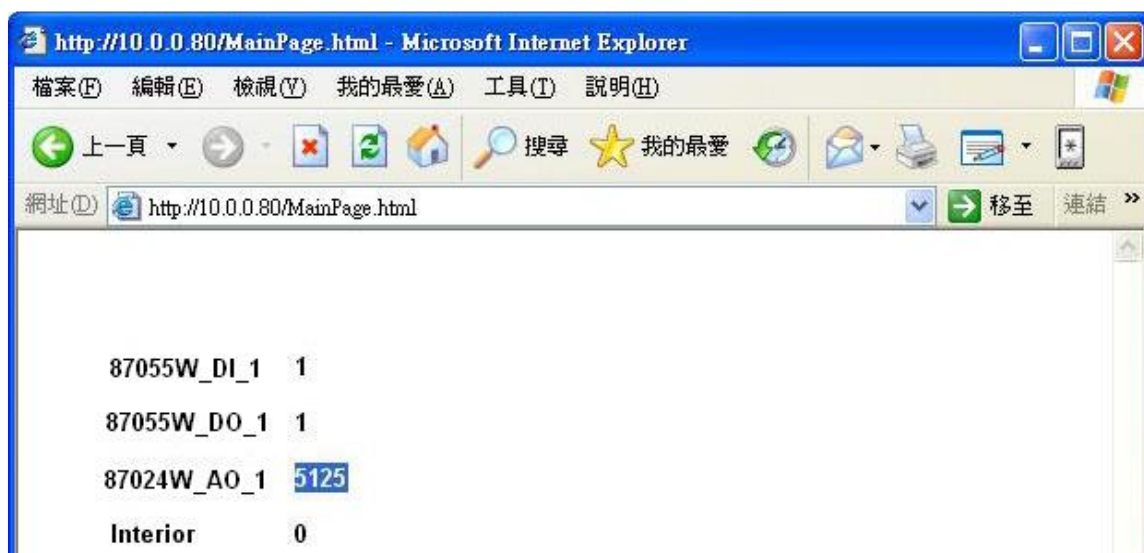 http://10.0.0.80/MainPage.html - Microsoft Internet Explorer
檔案(F) 編輯(E) 檢視(V) 我的最愛(A) 工具(T) 說明(H)
上一頁 搜尋 我的最愛
網址(D) http://10.0.0.80/MainPage.html 移至 連結 »
87055W_DI_1 1
87055W_DO_1 1
87024W_AO_1 5125
Interior 0